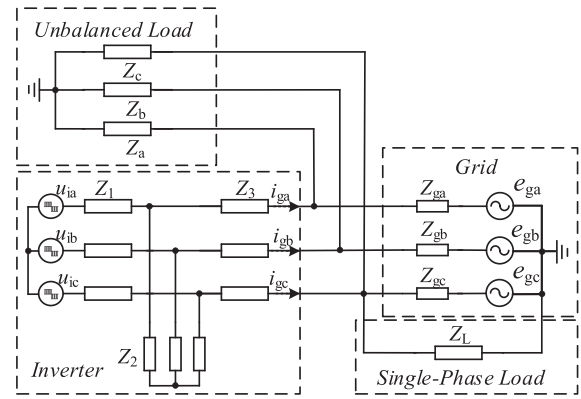 Unbalanced Load
Zc
Zb
Za
Grid
uia
Z1
Z3
iga
Zga
ega
uib
igb
Zgb
egb
uic
igc
Zgc
egc
Z2
ZL
Inverter
Single-Phase Load